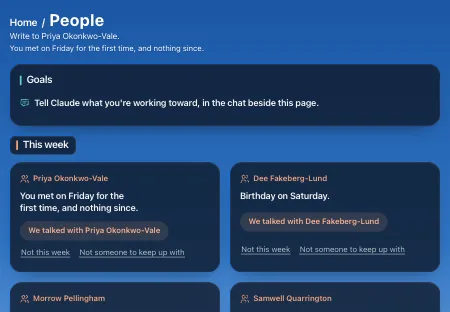 Home / People
Write to Priya Okonkwo-Vale.
You met on Friday for the first time, and nothing since.
Goals
Tell Claude what you're working toward, in the chat beside this page.
This week
Priya Okonkwo-Vale
You met on Friday for the
first time, and nothing since.
We talked with Priya Okonkwo-Vale
Not this week Not someone to keep up with
Dee Fakeberg-Lund
Birthday on Saturday.
We talked with Dee Fakeberg-Lund
Not this week Not someone to keep up with
Morrow Pellingham
Samwell Quarrington